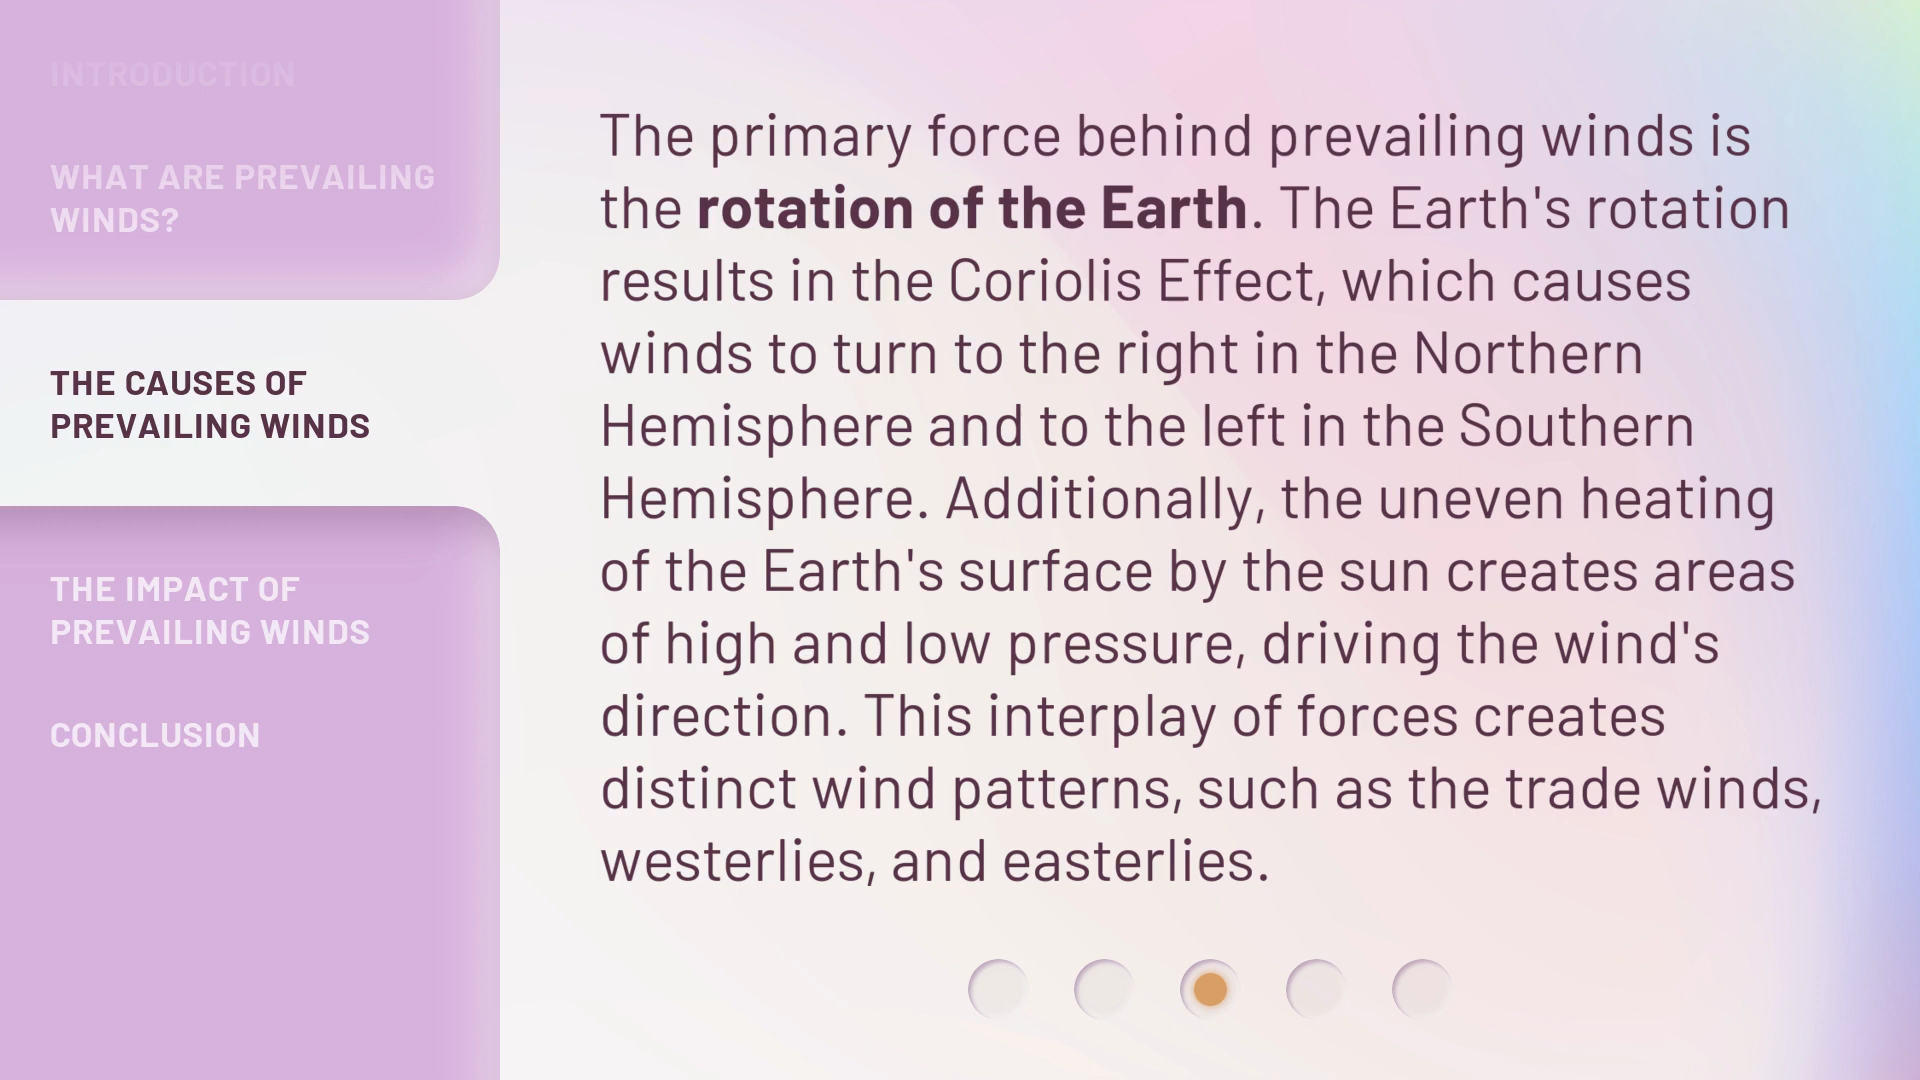 INTRODUCTION
WHAT ARE PREVAILING
WINDS?
THE CAUSES OF
PREVAILING WINDS
THE IMPACT OF
PREVAILING WINDS
CONCLUSION
The primary force behind prevailing winds is
the rotation of the Earth. The Earth's rotation
results in the Coriolis Effect, which causes
winds to turn to the right in the Northern
Hemisphere and to the left in the Southern
Hemisphere. Additionally, the uneven heating
of the Earth's surface by the sun creates areas
of high and low pressure, driving the wind's
direction. This interplay of forces creates
distinct wind patterns, such as the trade winds,
westerlies, and easterlies.